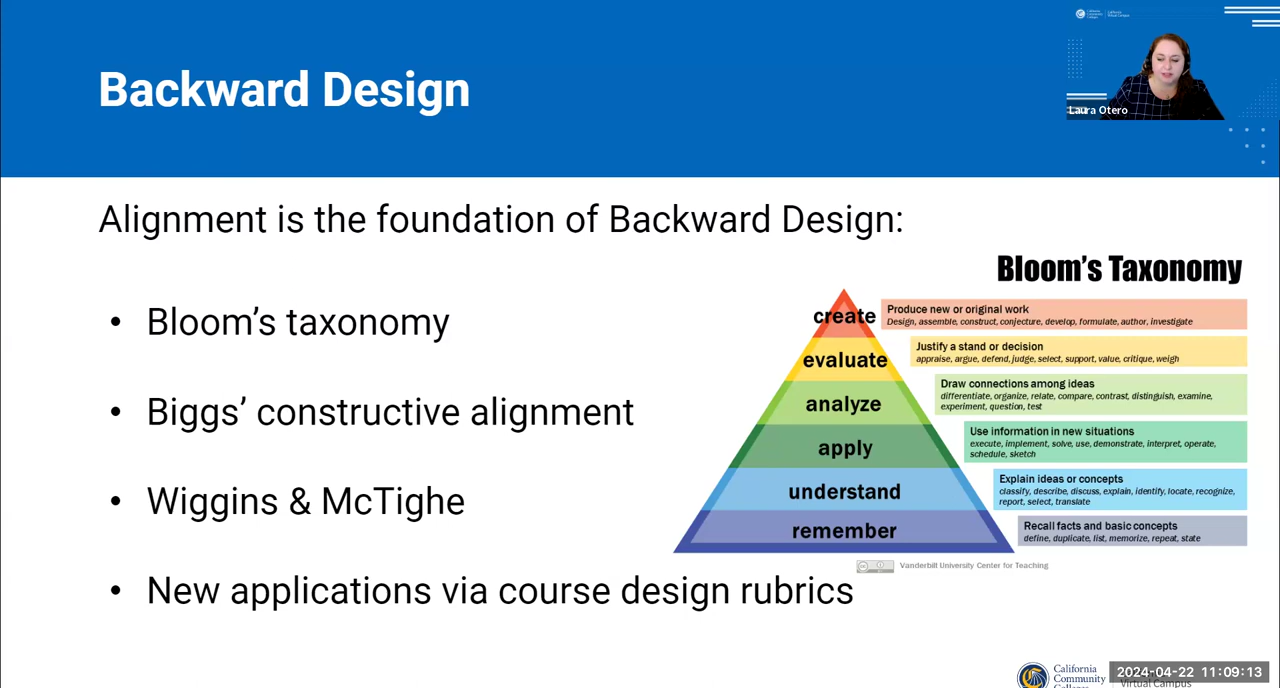 Backward Design
Laura Otero
Alignment is the foundation of Backward Design:
• Bloom’s taxonomy
• Biggs’ constructive alignment
• Wiggins & McTighe
• New applications via course design rubrics
Bloom’s Taxonomy
create
Produce new or original work
Design, assemble, construct, conjecture, develop, formulate, author, investigate
evaluate
Justify a stand or decision
appraise, argue, defend, judge, select, support, value, critique, weigh
analyze
Draw connections among ideas
differentiate, organize, relate, compare, contrast, distinguish, examine,
experiment, question, test
apply
Use information in new situations
execute, implement, solve, use, demonstrate, interpret, operate,
schedule, sketch
understand
Explain ideas or concepts
classify, describe, discuss, explain, identify, locate, recognize,
report, select, translate
remember
Recall facts and basic concepts
define, duplicate, list, memorize, repeat, state
Vanderbilt University Center for Teaching
California
Community
2024-04-22 11:09:13
Virtual Campus